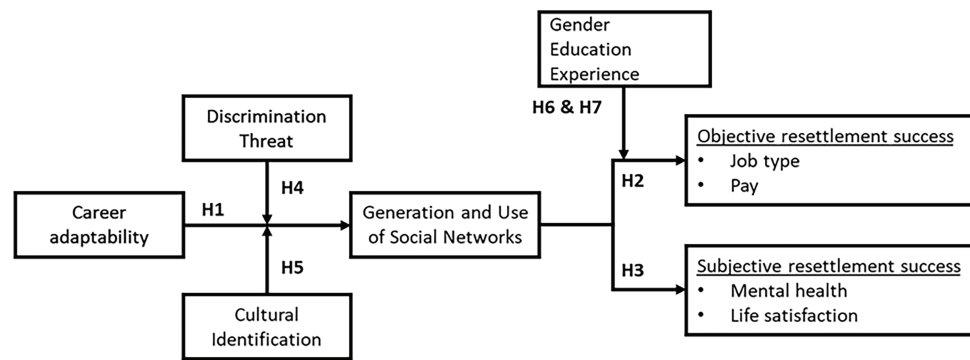 Gender
Education
Experience
H6 & H7
Discrimination
Threat
H4
Objective resettlement success
• Job type
• Pay
H2
Career
adaptability
H1
Generation and Use
of Social Networks
H5
Cultural
Identification
H3
Subjective resettlement success
• Mental health
• Life satisfaction